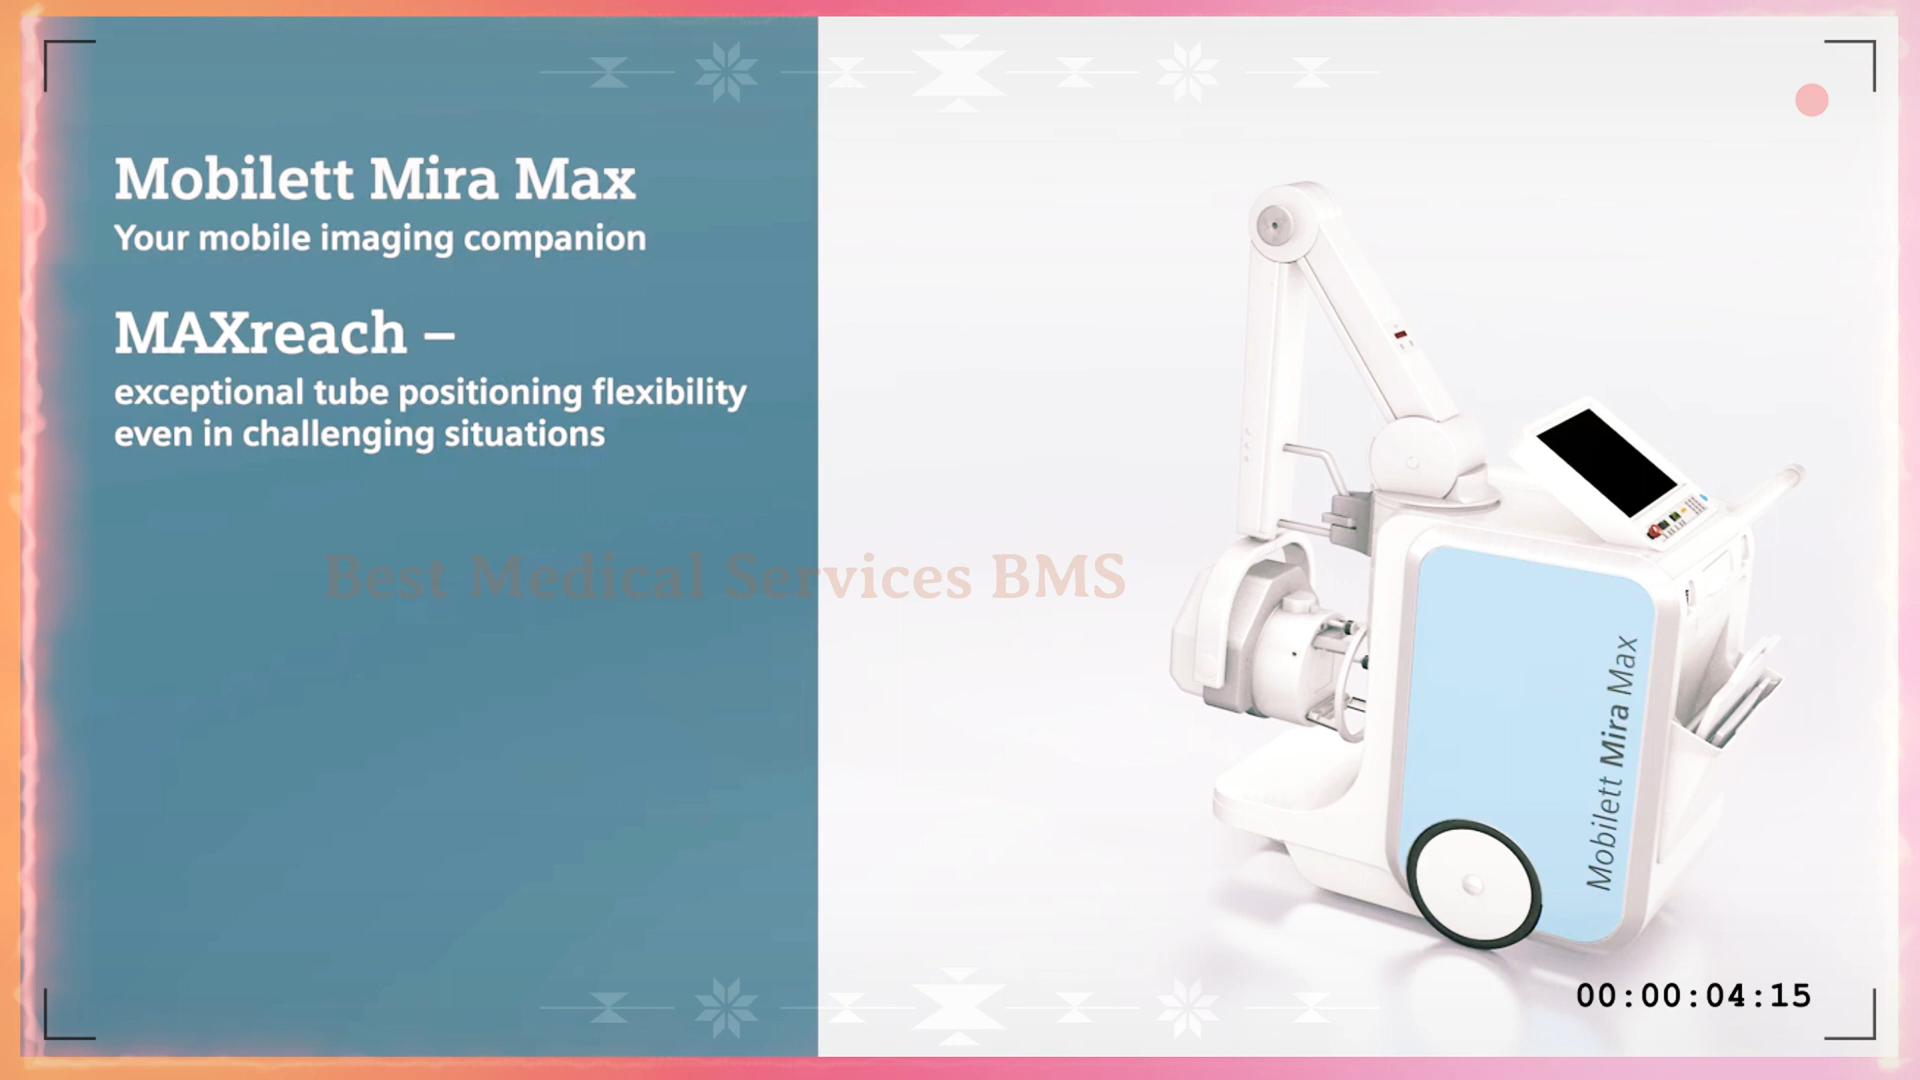 Mobilett Mira Max
Your mobile imaging companion
MAXreach –
exceptional tube positioning flexibility
even in challenging situations
Best Medical Services BMS
Mobilett Mira Max
00:00:04:15